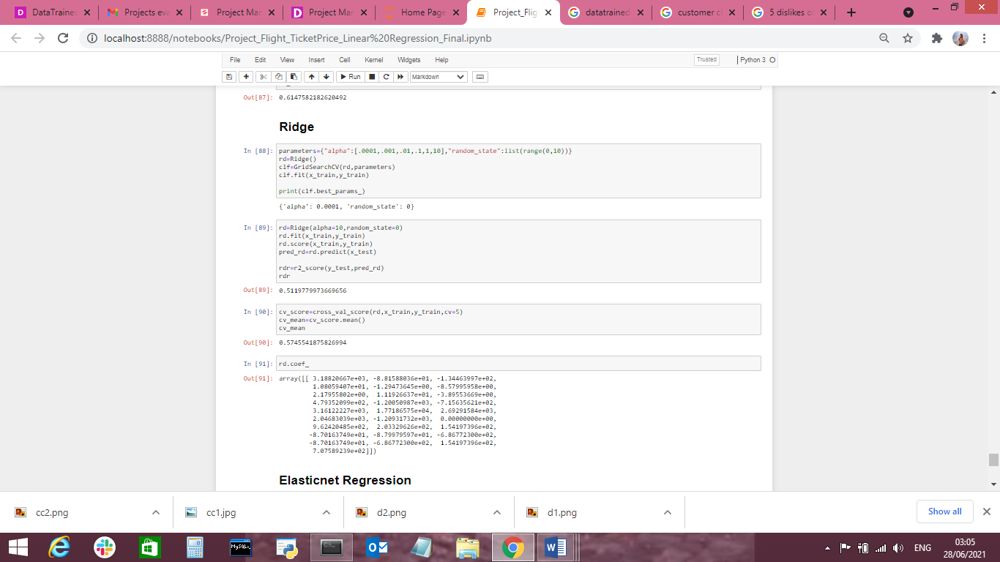 DataTrained
Projects eva
Project Mar
Project Mar
Home Page
Project_Flig
datatrained
customer c
5 dislikes o
localhost:8888/notebooks/Project_Flight_TicketPrice_Linear%20Regression_Final.ipynb
File Edit View Insert Cell Kernel Widgets Help Trusted Python 3
Run Markdown
Out[87]: 0.6147582182620492
Ridge
In [88]: parameters={"alpha":[.0001,.001,.01,.1,1,10],"random_state":list(range(0,10))}
rd=Ridge()
clf=GridSearchCV(rd,parameters)
clf.fit(x_train,y_train)
print(clf.best_params_)
{'alpha': 0.0001, 'random_state': 0}
In [89]: rd=Ridge(alpha=10,random_state=0)
rd.fit(x_train,y_train)
rd.score(x_train,y_train)
pred_rd=rd.predict(x_test)
rdr=r2_score(y_test,pred_rd)
rdr
Out[89]: 0.5119779973669656
In [90]: cv_score=cross_val_score(rd,x_train,y_train,cv=5)
cv_mean=cv_score.mean()
cv_mean
Out[90]: 0.5745541875826994
In [91]: rd.coef_
Out[91]: array([[ 3.18820667e+03, -8.81588036e+01, -1.34463997e+02,
1.08059407e+01, -1.29473645e+00, -8.57995958e+00,
2.17955802e+00, 1.11926637e+01, -3.89553669e+00,
4.79352099e+02, -1.20050987e+03, -7.15635621e+02,
3.16122227e+03, 1.77186575e+04, 2.69291584e+03,
2.04683039e+03, -1.20931732e+03, 0.00000000e+00,
9.62420485e+02, 2.03329626e+02, 1.54197396e+02,
-8.70163749e+01, -8.79979597e+01, -6.86772300e+02,
-8.70163749e+01, -6.86772300e+02, 1.54197396e+02,
7.07589239e+02]])
Elasticnet Regression
cc2.png
cc1.jpg
d2.png
d1.png
Show all
MySQL
ENG
03:05
28/06/2021